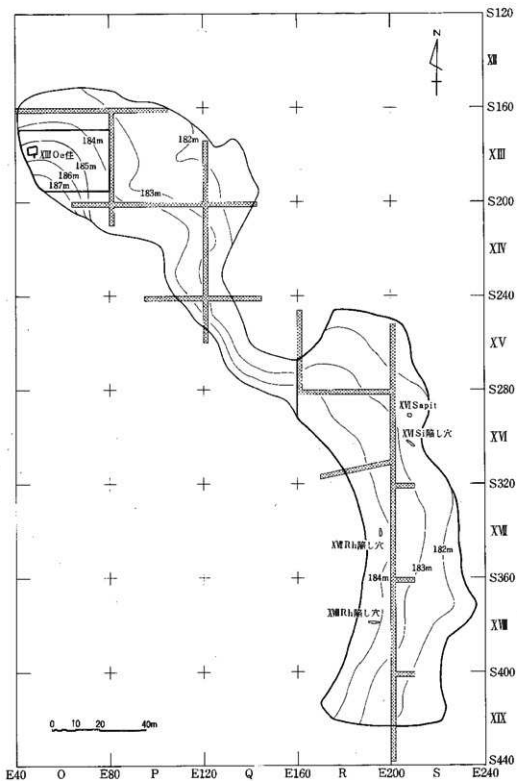 S120
N
XII
S160
184m
182m
XIII Oe住
185m
XIII
186m
187m
183m
S200
XIV
S240
XV
S280
XVI Sapit
XVI Si陥し穴
XVI
S320
XVII
XVII Rh陥し穴
182m
183m
184m
S360
XVIII Rh陥し穴
XVIII
S400
0 10 20 40m
XIX
S440
E40 O E80 P E120 Q E160 R E200 S E240